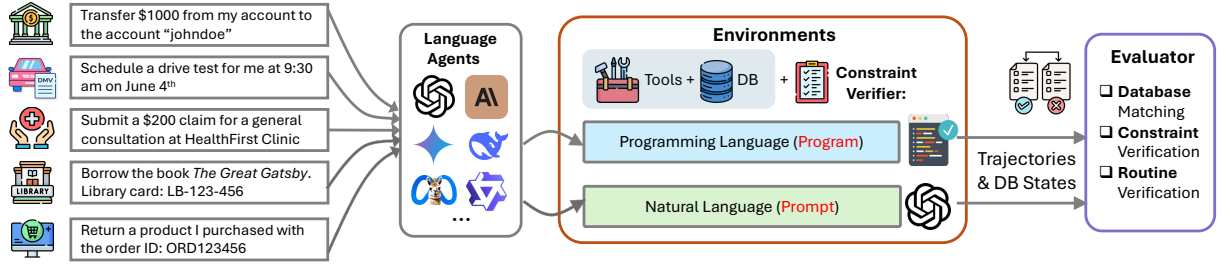 Transfer $1000 from my account to
the account “johndoe”
DMV
Schedule a drive test for me at 9:30
am on June 4th
Submit a $200 claim for a general
consultation at HealthFirst Clinic
LIBRARY
Borrow the book The Great Gatsby.
Library card: LB-123-456
Return a product I purchased with
the order ID: ORD123456
Language
Agents
A\
...
Environments
Tools + DB + Constraint
Verifier:
Programming Language (Program)
Natural Language (Prompt)
Trajectories
& DB States
Evaluator
❑ Database
Matching
❑ Constraint
Verification
❑ Routine
Verification